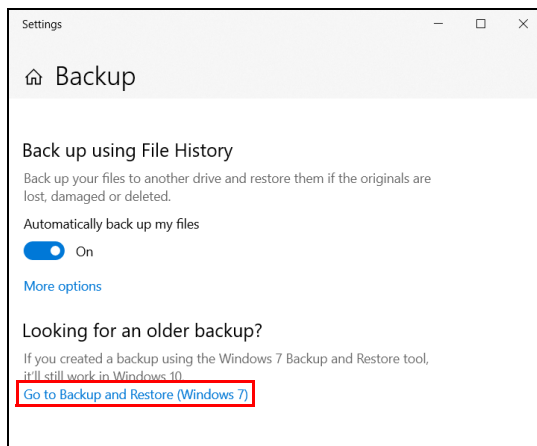 Settings
Backup
Back up using File History
Back up your files to another drive and restore them if the originals are
lost, damaged or deleted.
Automatically back up my files
On
More options
Looking for an older backup?
If you created a backup using the Windows 7 Backup and Restore tool,
it'll still work in Windows 10.
Go to Backup and Restore (Windows 7)